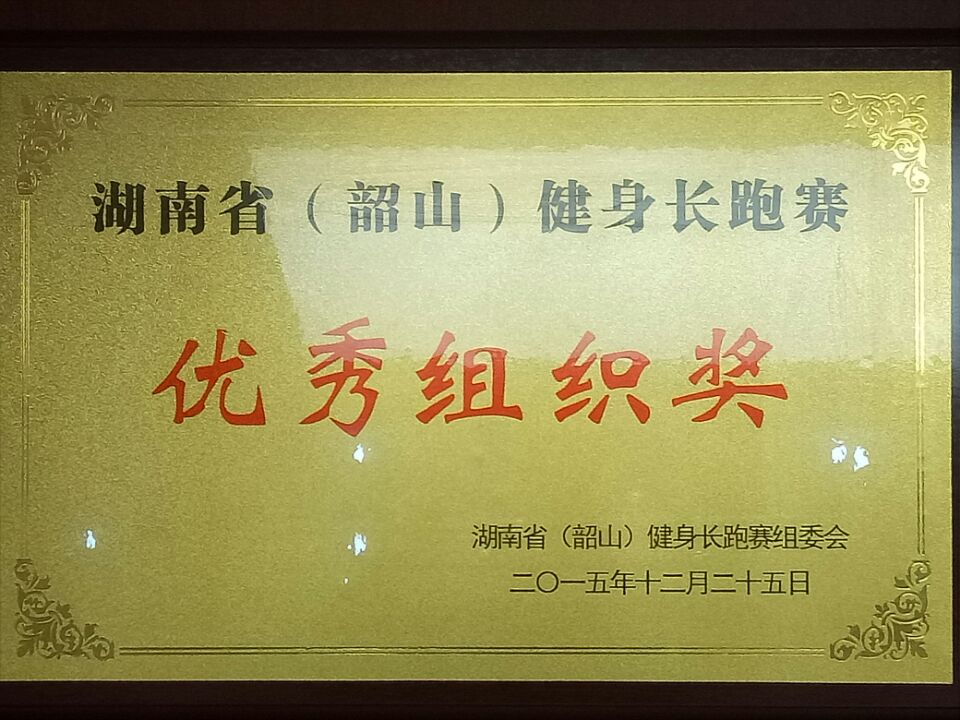 湖南省（韶山）健身长跑赛
优秀组织奖
湖南省（韶山）健身长跑赛组委会
二〇一五年十二月二十五日